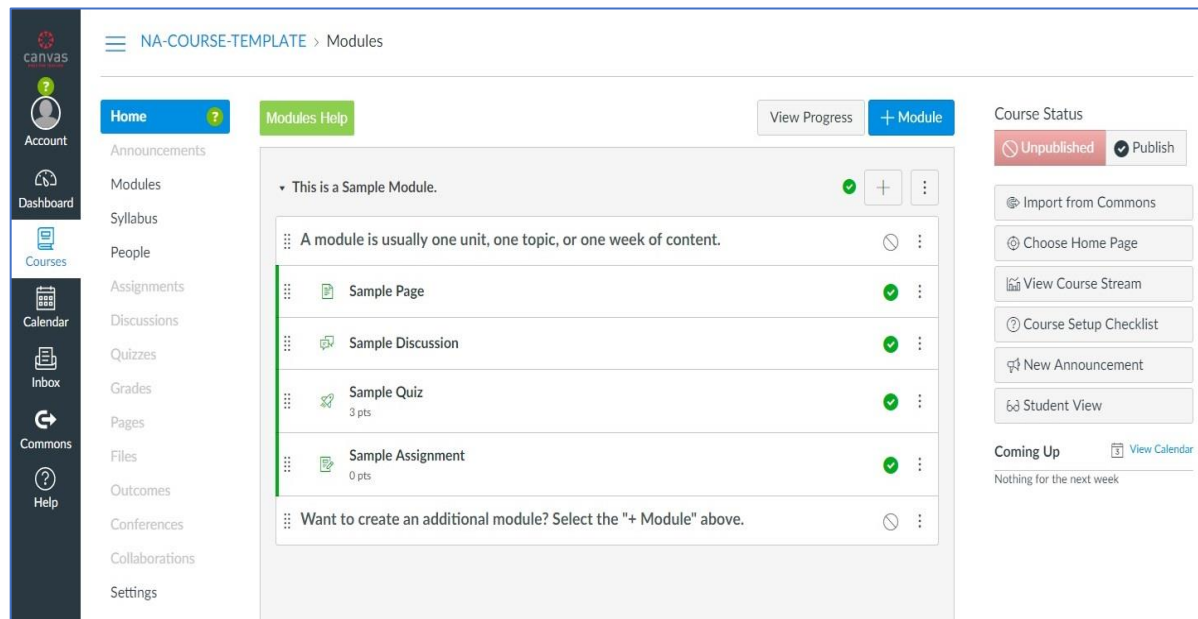 canvas
NA-COURSE-TEMPLATE > Modules
?
Account
Dashboard
Courses
Calendar
Inbox
Commons
Help
Home ?
Announcements
Modules
Syllabus
People
Assignments
Discussions
Quizzes
Grades
Pages
Files
Outcomes
Conferences
Collaborations
Settings
Modules Help
View Progress
+ Module
This is a Sample Module.
A module is usually one unit, one topic, or one week of content.
Sample Page
Sample Discussion
Sample Quiz
3 pts
Sample Assignment
0 pts
Want to create an additional module? Select the "+ Module" above.
Course Status
Unpublished
Publish
Import from Commons
Choose Home Page
View Course Stream
Course Setup Checklist
New Announcement
Student View
Coming Up
3 View Calendar
Nothing for the next week